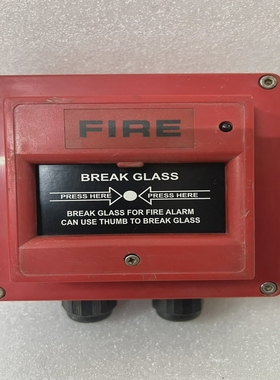 FIRE
BREAK GLASS
PRESS HERE PRESS HERE
BREAK GLASS FOR FIRE ALARM
CAN USE THUMB TO BREAK GLASS